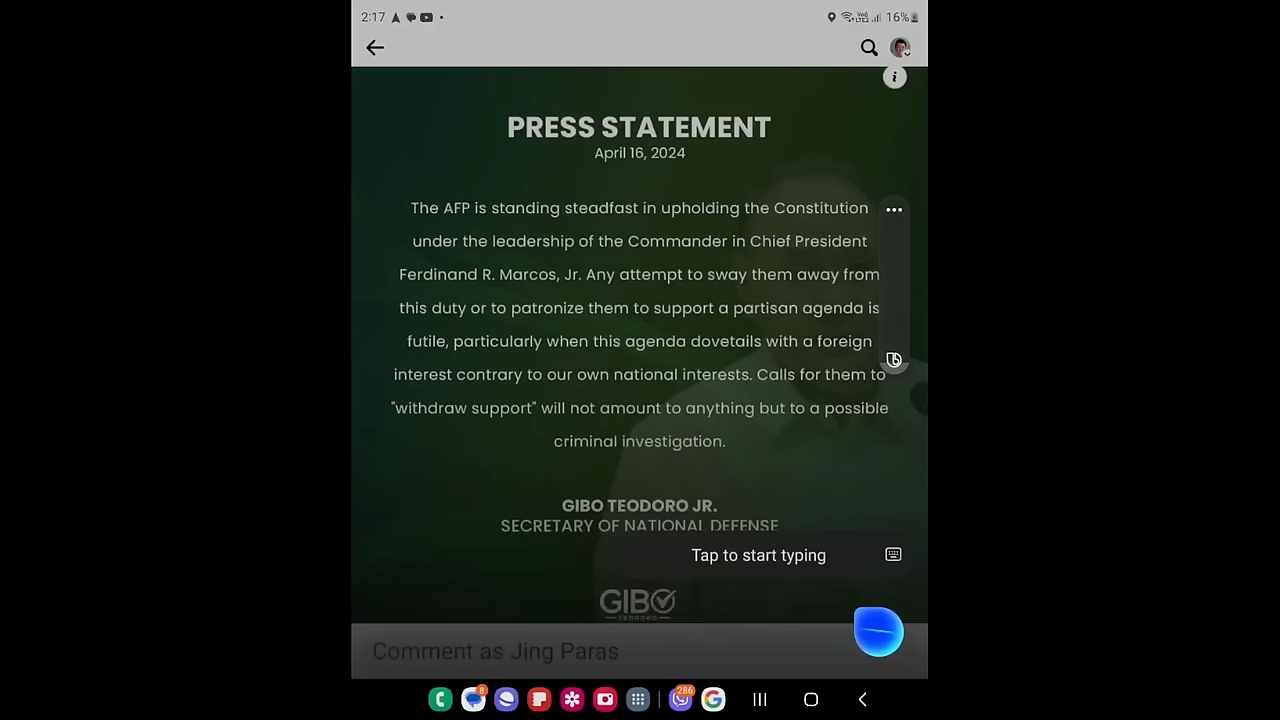 2:17
16%
PRESS STATEMENT
April 16, 2024
The AFP is standing steadfast in upholding the Constitution
under the leadership of the Commander in Chief President
Ferdinand R. Marcos, Jr. Any attempt to sway them away from
this duty or to patronize them to support a partisan agenda is
futile, particularly when this agenda dovetails with a foreign
interest contrary to our own national interests. Calls for them to
"withdraw support" will not amount to anything but to a possible
criminal investigation.
GIBO TEODORO JR.
SECRETARY OF NATIONAL DEFENSE
Tap to start typing
GIBO
TEODORO
Comment as Jing Paras
8
286